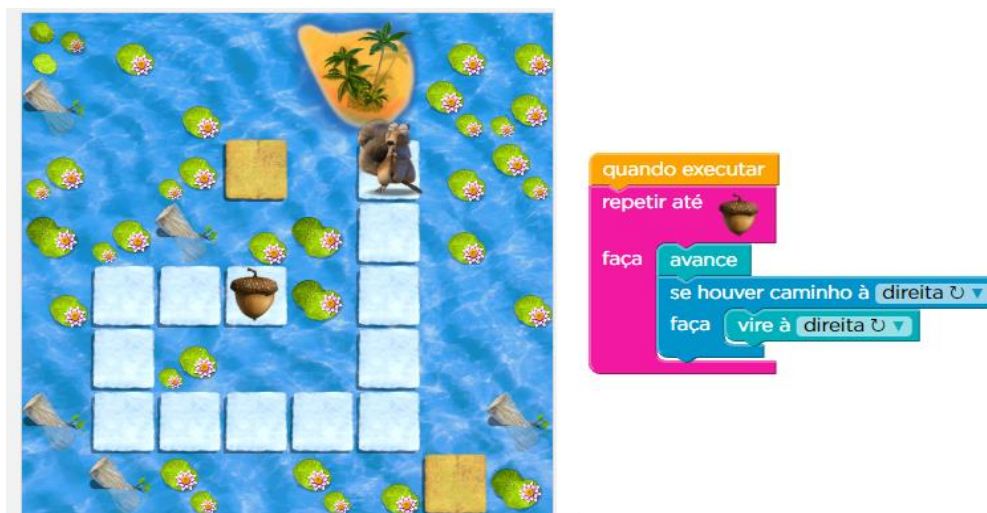 quando executar
repetir até
faça avance
se houver caminho à direita ↻ ▼
faça vire à direita ↻ ▼